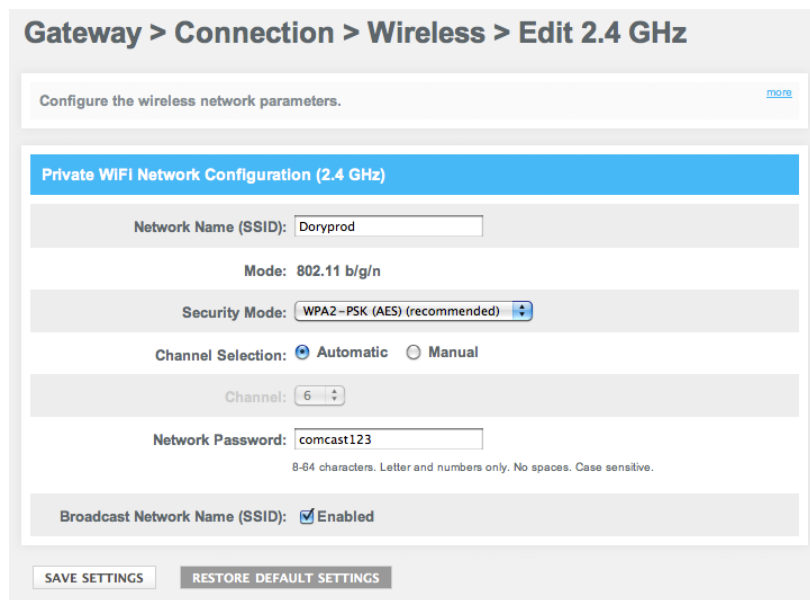 Gateway > Connection > Wireless > Edit 2.4 GHz
Configure the wireless network parameters.
more
Private WiFi Network Configuration (2.4 GHz)
Network Name (SSID): Doryprod
Mode: 802.11 b/g/n
Security Mode: WPA2-PSK (AES) (recommended)
Channel Selection: Automatic Manual
Channel: 6
Network Password: comcast123
8-64 characters. Letter and numbers only. No spaces. Case sensitive.
Broadcast Network Name (SSID): Enabled
SAVE SETTINGS RESTORE DEFAULT SETTINGS